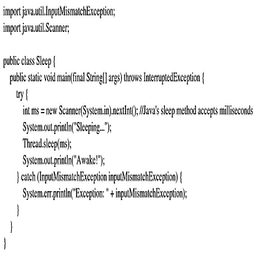 import java.util.InputMismatchException;
import java.util.Scanner;

public class Sleep {
    public static void main(final String[] args) throws InterruptedException {
        try {
            int ms = new Scanner(System.in).nextInt(); //Java's sleep method accepts milliseconds
            System.out.println("Sleeping...");
            Thread.sleep(ms);
            System.out.println("Awake!");
        } catch (InputMismatchException inputMismatchException) {
            System.err.println("Exception: " + inputMismatchException);
        }
    }
}